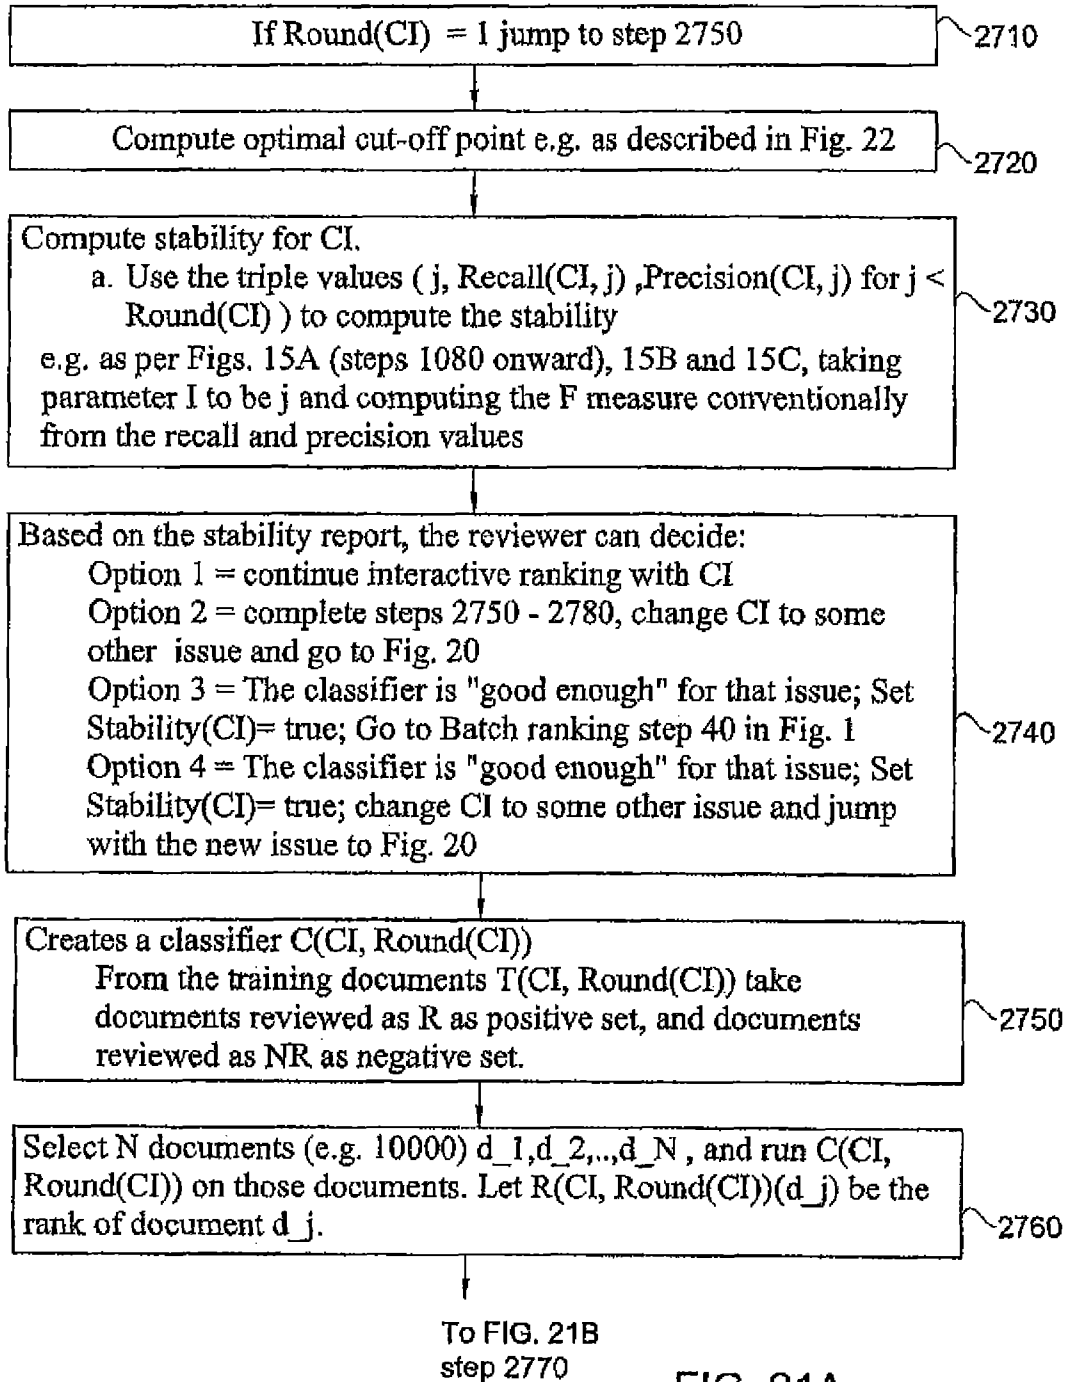 If Round(CI) = 1 jump to step 2750
2710
Compute optimal cut-off point e.g. as described in Fig. 22
2720
Compute stability for CI.
a. Use the triple values ( j, Recall(CI, j) ,Precision(CI, j) for j <
Round(CI) ) to compute the stability
e.g. as per Figs. 15A (steps 1080 onward), 15B and 15C, taking
parameter I to be j and computing the F measure conventionally
from the recall and precision values
2730
Based on the stability report, the reviewer can decide:
Option 1 = continue interactive ranking with CI
Option 2 = complete steps 2750 - 2780, change CI to some
other issue and go to Fig. 20
Option 3 = The classifier is "good enough" for that issue; Set
Stability(CI)= true; Go to Batch ranking step 40 in Fig. 1
Option 4 = The classifier is "good enough" for that issue; Set
Stability(CI)= true; change CI to some other issue and jump
with the new issue to Fig. 20
2740
Creates a classifier C(CI, Round(CI))
From the training documents T(CI, Round(CI)) take
documents reviewed as R as positive set, and documents
reviewed as NR as negative set.
2750
Select N documents (e.g. 10000) d_1,d_2,..,d_N , and run C(CI,
Round(CI)) on those documents. Let R(CI, Round(CI))(d_j) be the
rank of document d_j.
2760
To FIG. 21B
step 2770
FIG. 21A